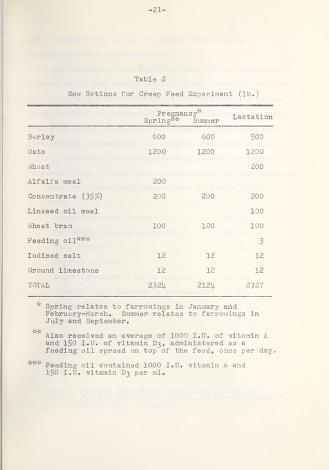 -21-
Table 2
Sow Rations for Creep Feed Experiment (lb.)
Pregnancy* Lactation
Spring** Summer
Barley 600 600 500
Oats 1200 1200 1200
Wheat 200
Alfalfa meal 200
Concentrate (35%) 200 200 200
Linseed oil meal 100
Wheat bran 100 100 100
Feeding oil*** 3
Iodised salt 12 12 12
Ground limestone 12 12 12
TOTAL 2324 2124 2327
* Spring relates to farrowings in January and
February-March. Summer relates to farrowings in
July and September.
** Also received an average of 1000 I.U. of vitamin A
and 150 I.U. of vitamin D3, administered as a
feeding oil spread on top of the feed, once per day.
*** Feeding oil contained 1000 I.U. vitamin A and
150 I.U. vitamin D3 per ml.